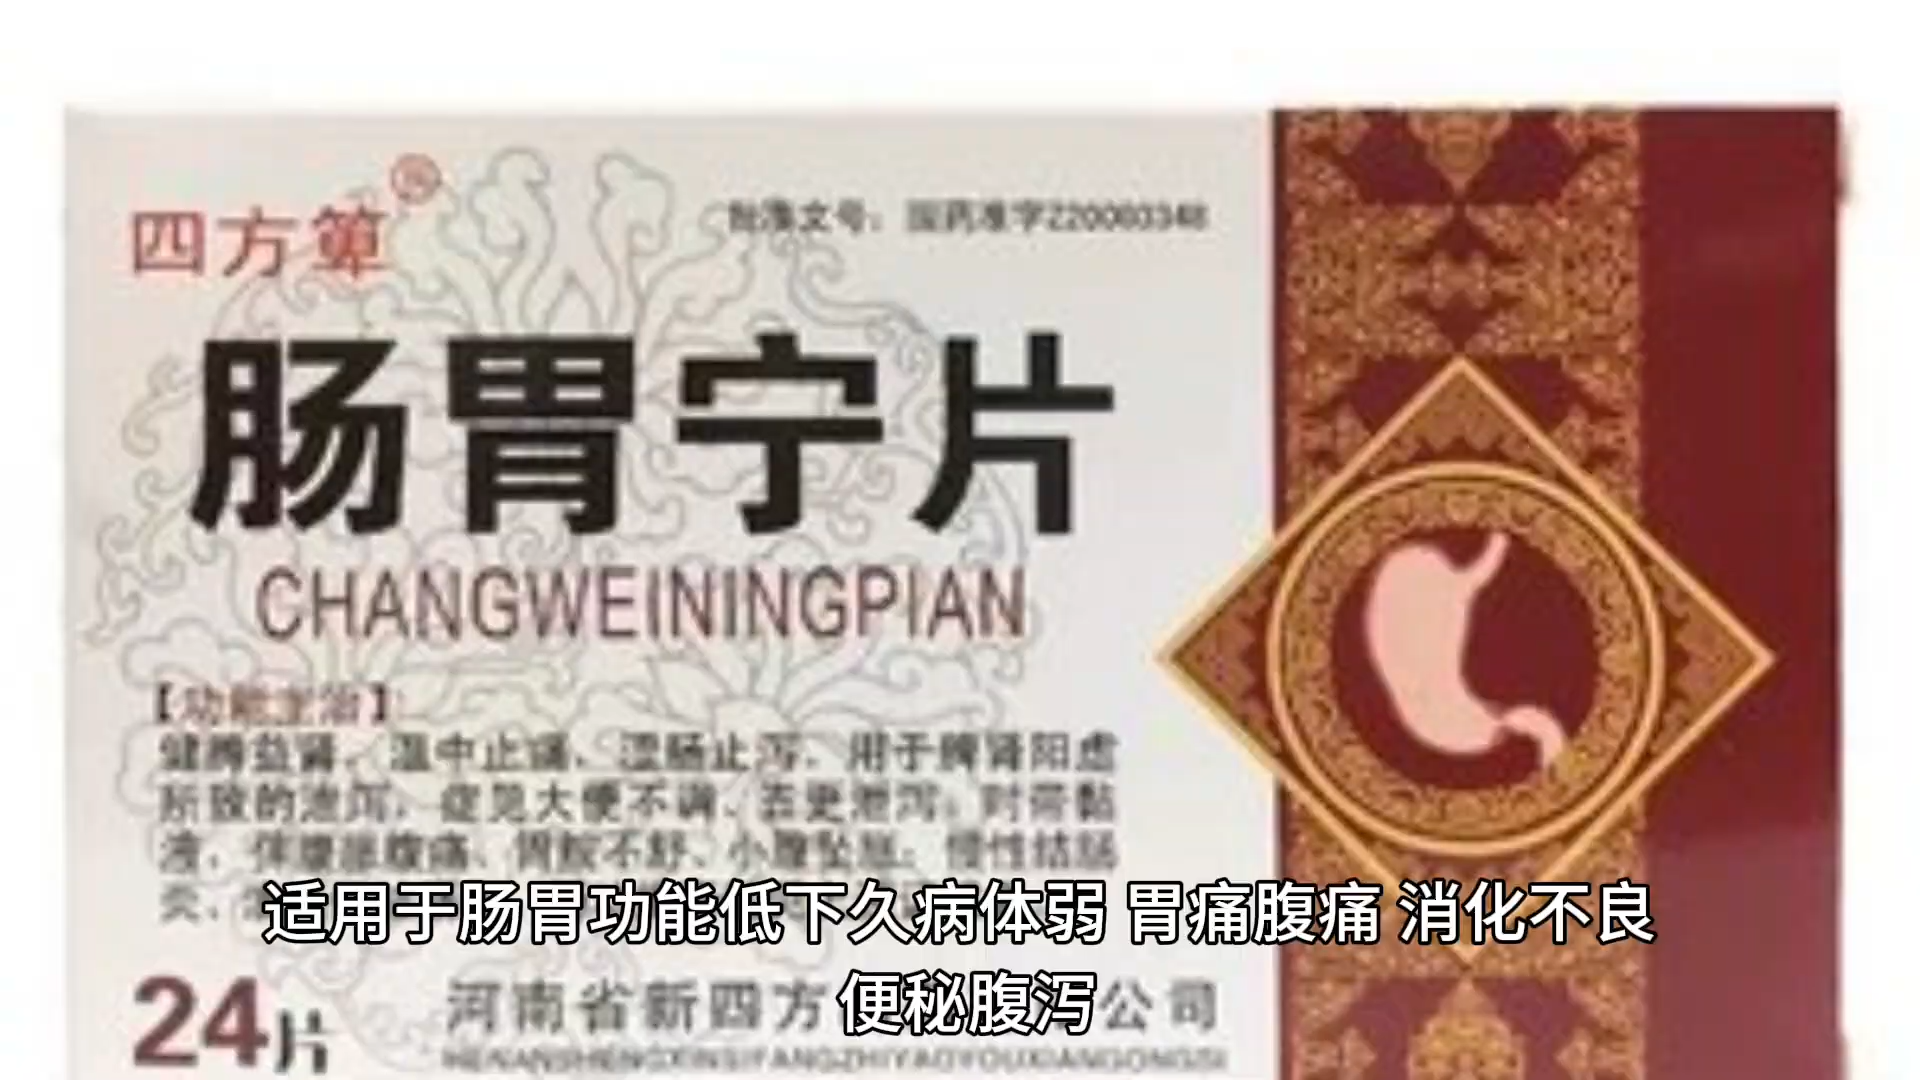 四方箄
批准文号：国药准字Z20080348
肠胃宁片
CHANGWEININGPIAN
【功能主治】
健脾益肾，温中止痛，涩肠止泻。用于脾肾阳虚
所致的泄泻，症见大便不调、五更泄泻、时带黏
液，伴腹胀腹痛、胃脘不舒、小腹坠胀；慢性结肠
炎、
适用于肠胃功能低下久病体弱 胃痛腹痛 消化不良
便秘腹泻
24片
河南省新四方 公司
HENANSHENGXINSIFANGZHIYAOYOUXIANGONGSI